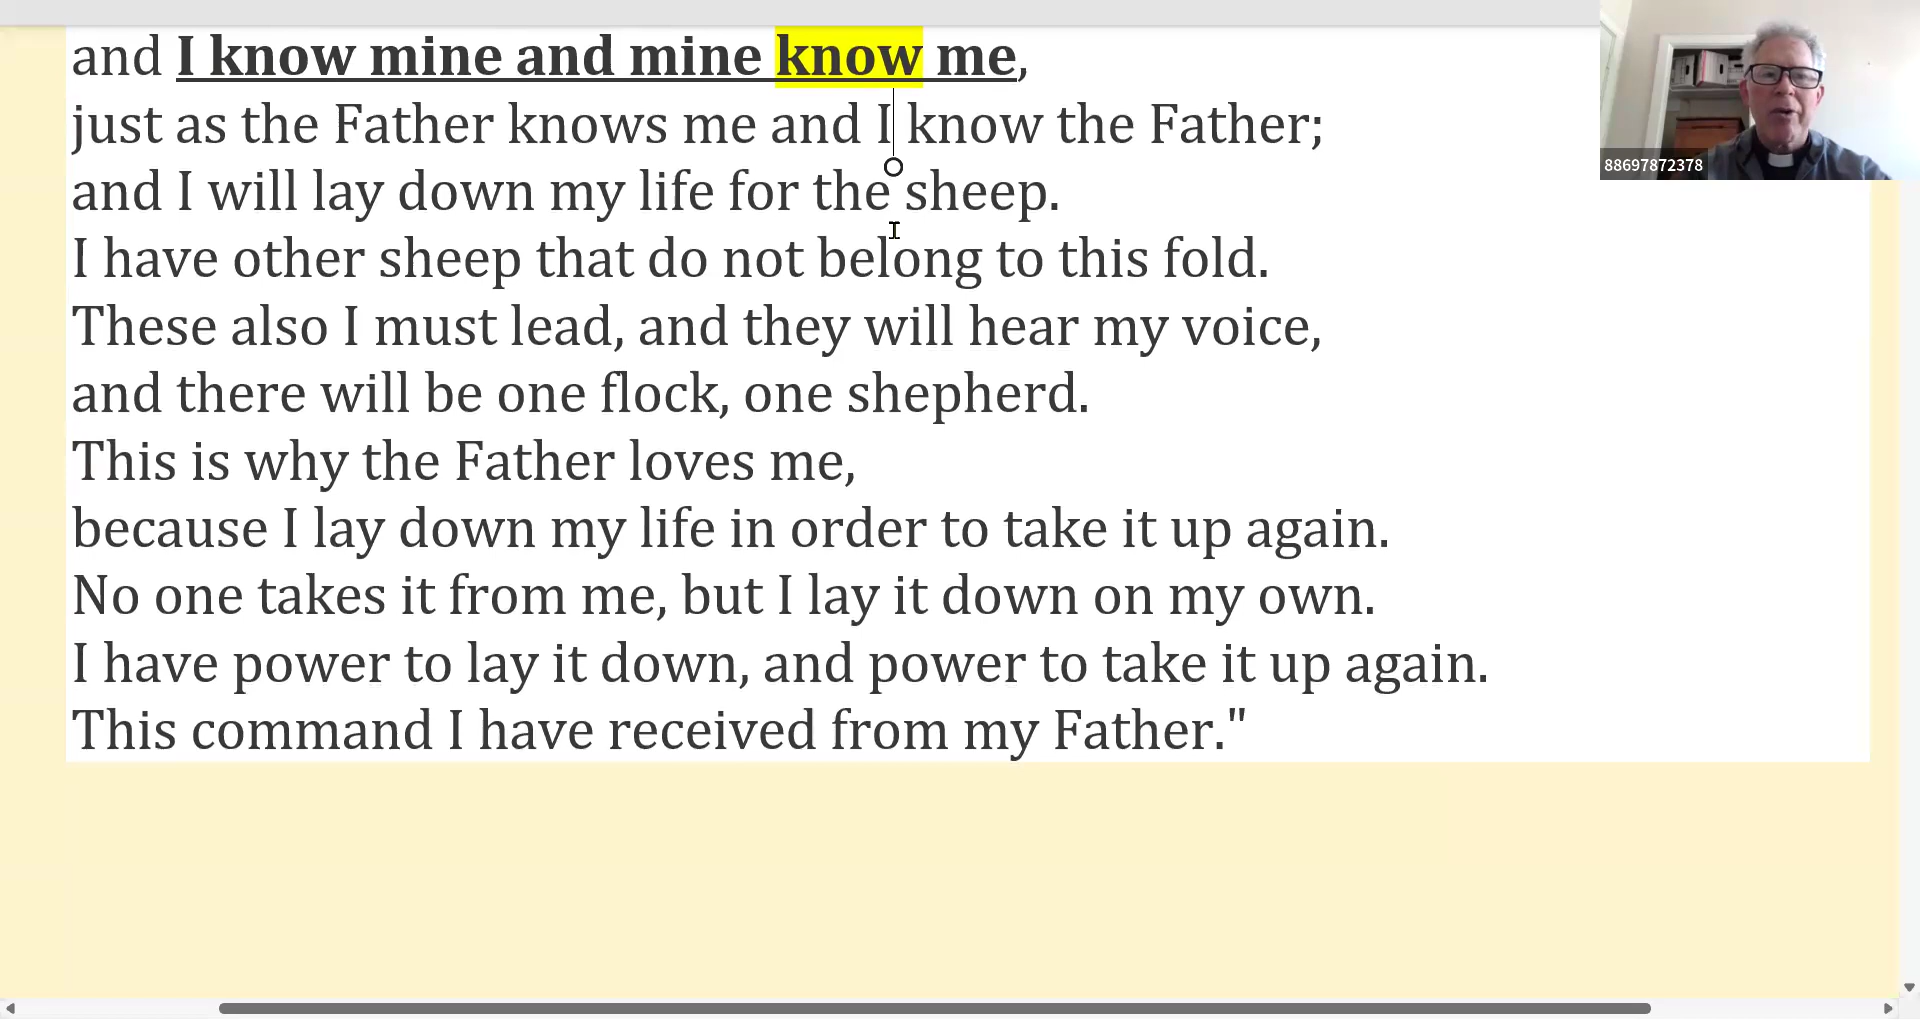 and I know mine and mine know me,
just as the Father knows me and I know the Father;
and I will lay down my life for the sheep.
I have other sheep that do not belong to this fold.
These also I must lead, and they will hear my voice,
and there will be one flock, one shepherd.
This is why the Father loves me,
because I lay down my life in order to take it up again.
No one takes it from me, but I lay it down on my own.
I have power to lay it down, and power to take it up again.
This command I have received from my Father."
88697872378